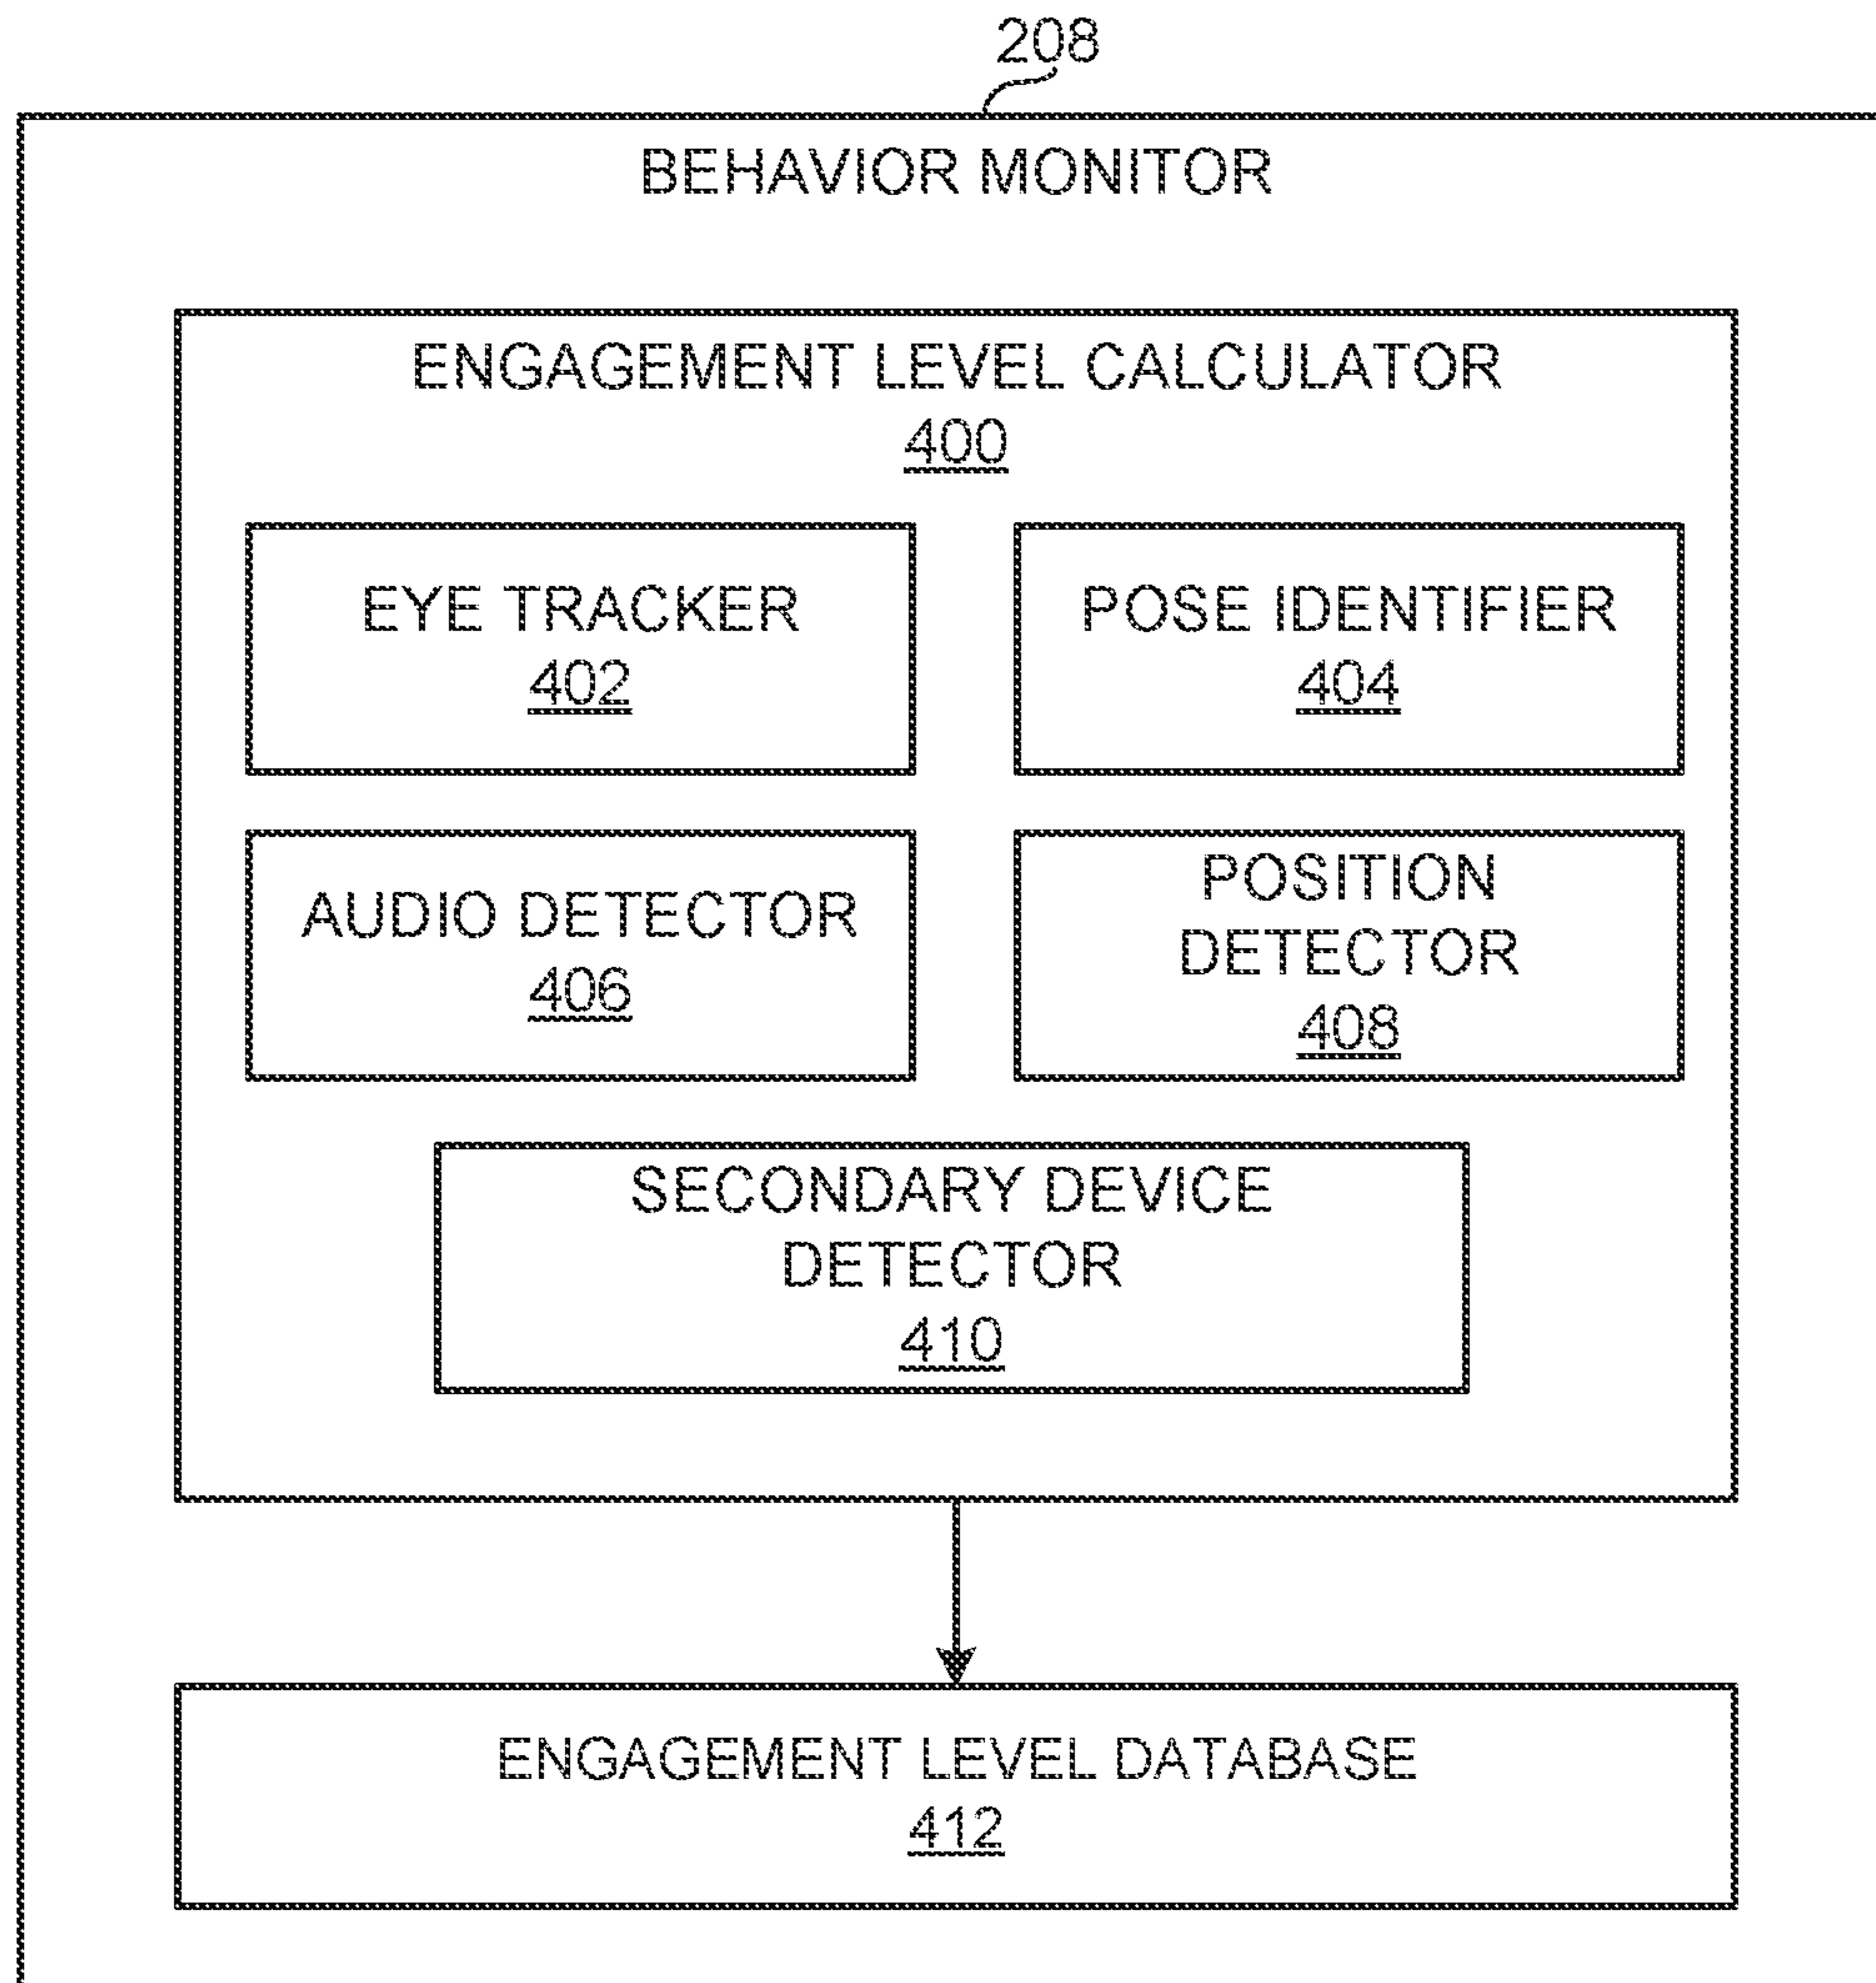 208
BEHAVIOR MONITOR
ENGAGEMENT LEVEL CALCULATOR
400
EYE TRACKER
402
POSE IDENTIFIER
404
AUDIO DETECTOR
406
POSITION
DETECTOR
408
SECONDARY DEVICE
DETECTOR
410
ENGAGEMENT LEVEL DATABASE
412